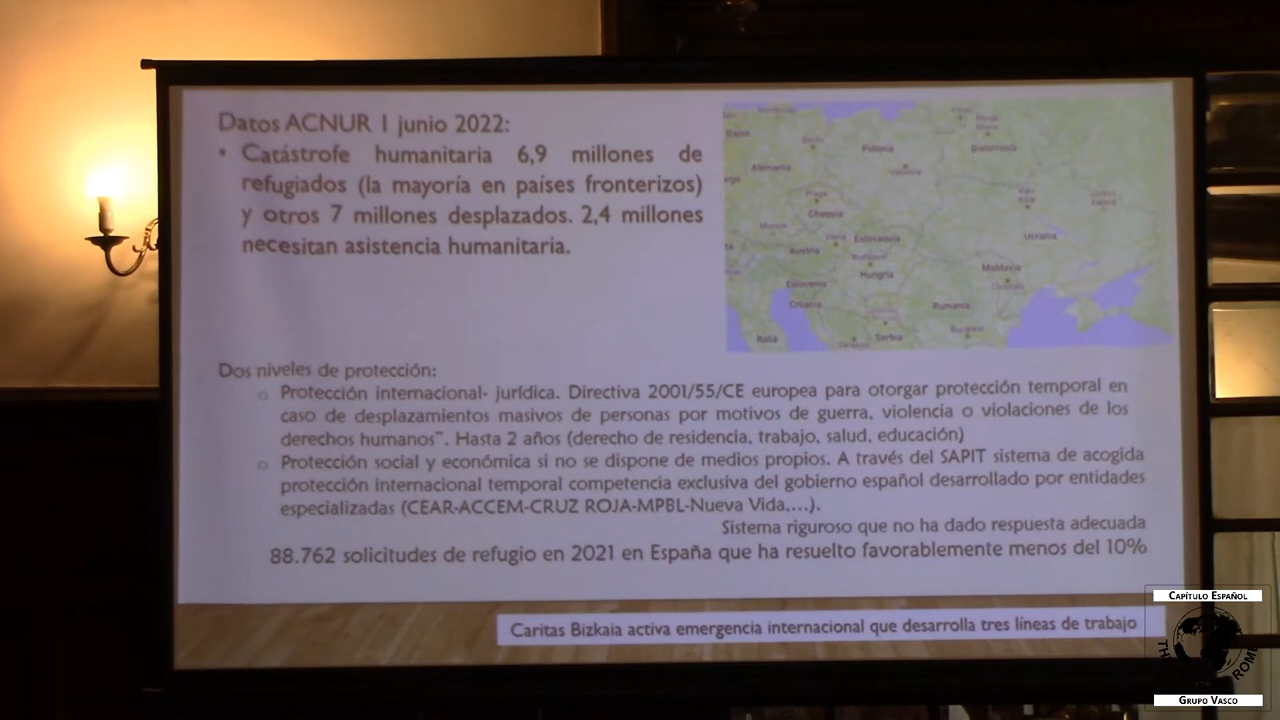 Datos ACNUR 1 junio 2022:
• Catástrofe humanitaria 6,9 millones de
refugiados (la mayoría en países fronterizos)
y otros 7 millones desplazados. 2,4 millones
necesitan asistencia humanitaria.
Polonia
Bielorrusia
Alemania
Varsovia
Praga
Chequia
Ucrania
Viena
Eslovaquia
Austria
Budapest
Hungría
Moldavia
Eslovenia
Croacia
Rumania
Bucarest
Italia
Serbia
Dos niveles de protección:
o Protección internacional- jurídica. Directiva 2001/55/CE europea para otorgar protección temporal en
caso de desplazamientos masivos de personas por motivos de guerra, violencia o violaciones de los
derechos humanos”. Hasta 2 años (derecho de residencia, trabajo, salud, educación)
o Protección social y económica si no se dispone de medios propios. A través del SAPIT sistema de acogida
protección internacional temporal competencia exclusiva del gobierno español desarrollado por entidades
especializadas (CEAR-ACCEM-CRUZ ROJA-MPBL-Nueva Vida,...).
Sistema riguroso que no ha dado respuesta adecuada
88.762 solicitudes de refugio en 2021 en España que ha resuelto favorablemente menos del 10%
Caritas Bizkaia activa emergencia internacional que desarrolla tres líneas de trabajo
Capítulo Español
Grupo Vasco